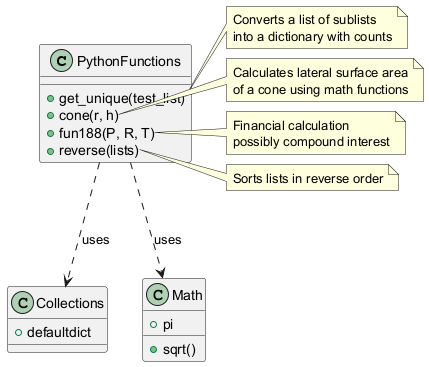 Converts a list of sublists
into a dictionary with counts
C PythonFunctions
get_unique(test_list)
cone(r, h)
fun188(P, R, T)
reverse(lists)
Calculates lateral surface area
of a cone using math functions
Financial calculation
possibly compound interest
Sorts lists in reverse order
uses
uses
C Collections
defaultdict
C Math
pi
sqrt()